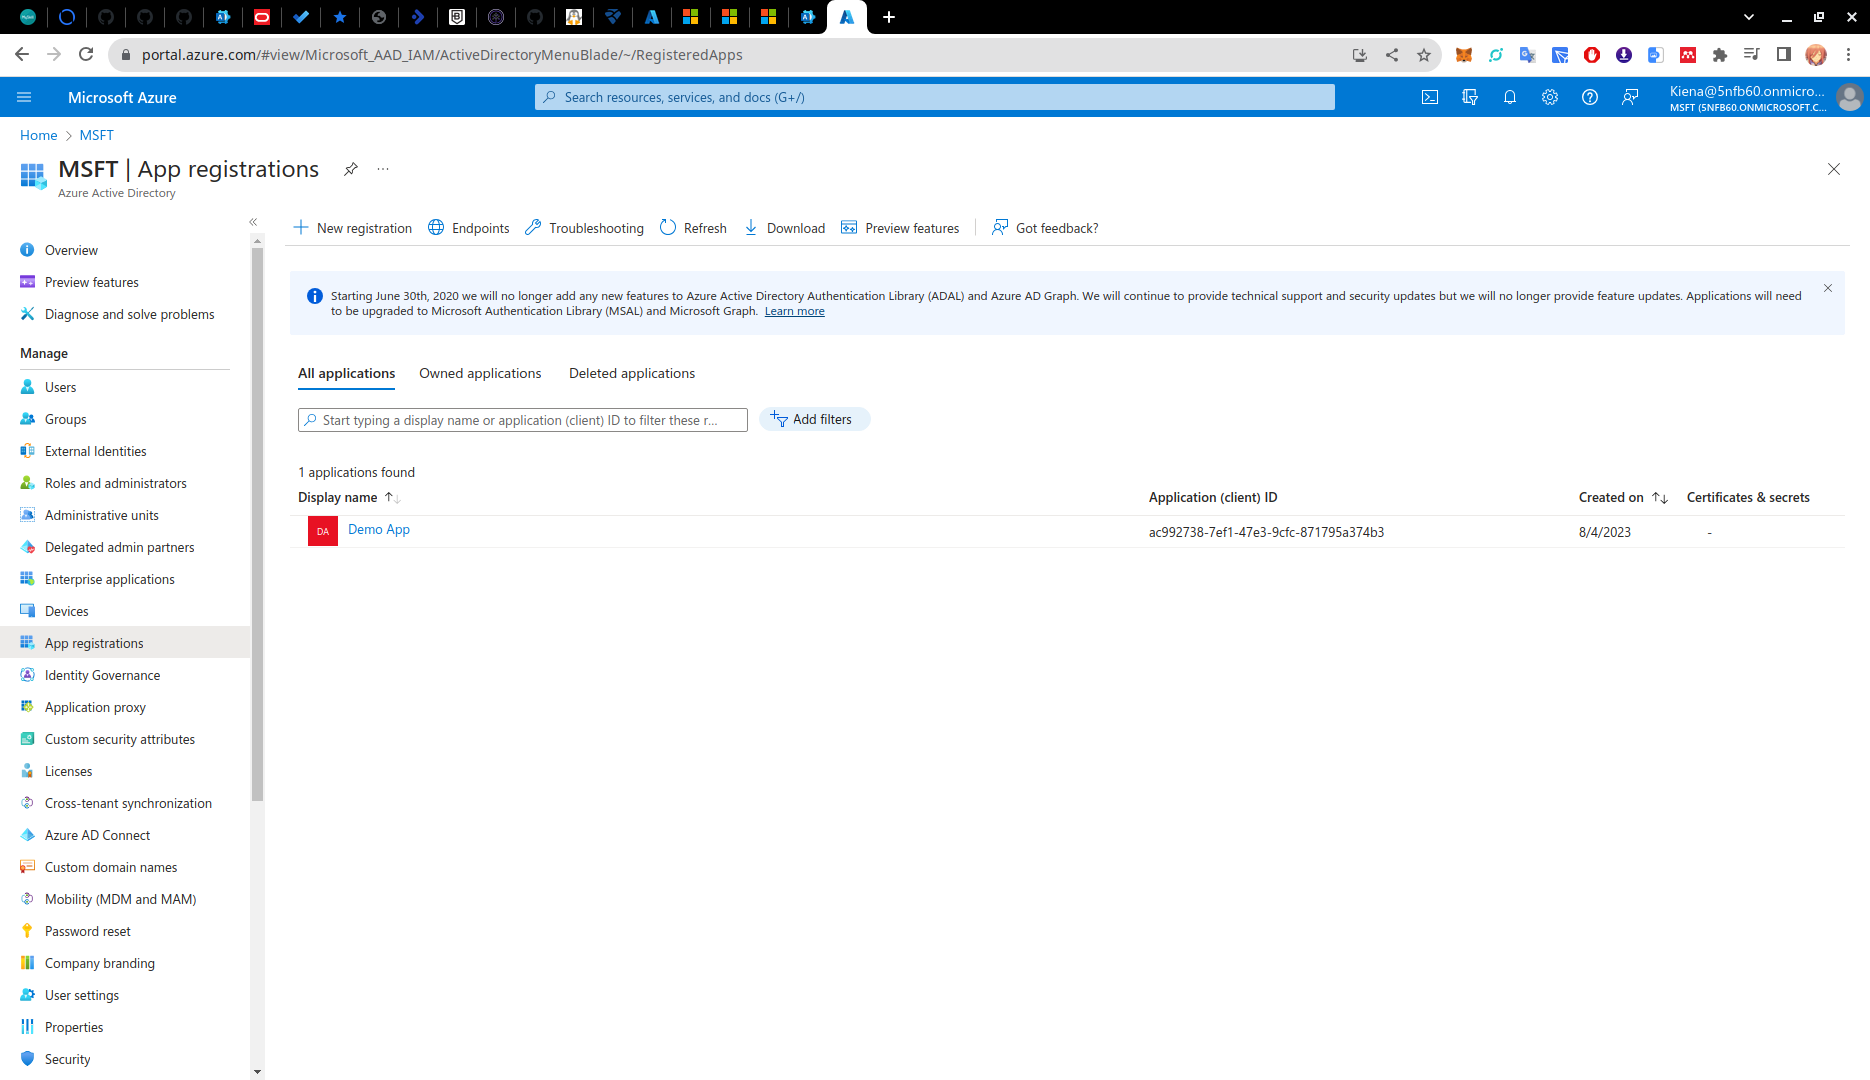 portal.azure.com/#view/Microsoft_AAD_IAM/ActiveDirectoryMenuBlade/~/RegisteredApps
Microsoft Azure
Search resources, services, and docs (G+/)
Kiena@5nfb60.onmicro...
MSFT (5NFB60.ONMICROSOFT.C...
Home > MSFT
MSFT | App registrations
Azure Active Directory
Overview
Preview features
Diagnose and solve problems
Manage
Users
Groups
External Identities
Roles and administrators
Administrative units
Delegated admin partners
Enterprise applications
Devices
App registrations
Identity Governance
Application proxy
Custom security attributes
Licenses
Cross-tenant synchronization
Azure AD Connect
Custom domain names
Mobility (MDM and MAM)
Password reset
Company branding
User settings
Properties
Security
New registration Endpoints Troubleshooting Refresh Download Preview features Got feedback?
Starting June 30th, 2020 we will no longer add any new features to Azure Active Directory Authentication Library (ADAL) and Azure AD Graph. We will continue to provide technical support and security updates but we will no longer provide feature updates. Applications will need
to be upgraded to Microsoft Authentication Library (MSAL) and Microsoft Graph. Learn more
All applications Owned applications Deleted applications
Start typing a display name or application (client) ID to filter these r... Add filters
1 applications found
Display name Application (client) ID Created on Certificates & secrets
DA Demo App ac992738-7ef1-47e3-9cfc-871795a374b3 8/4/2023 -